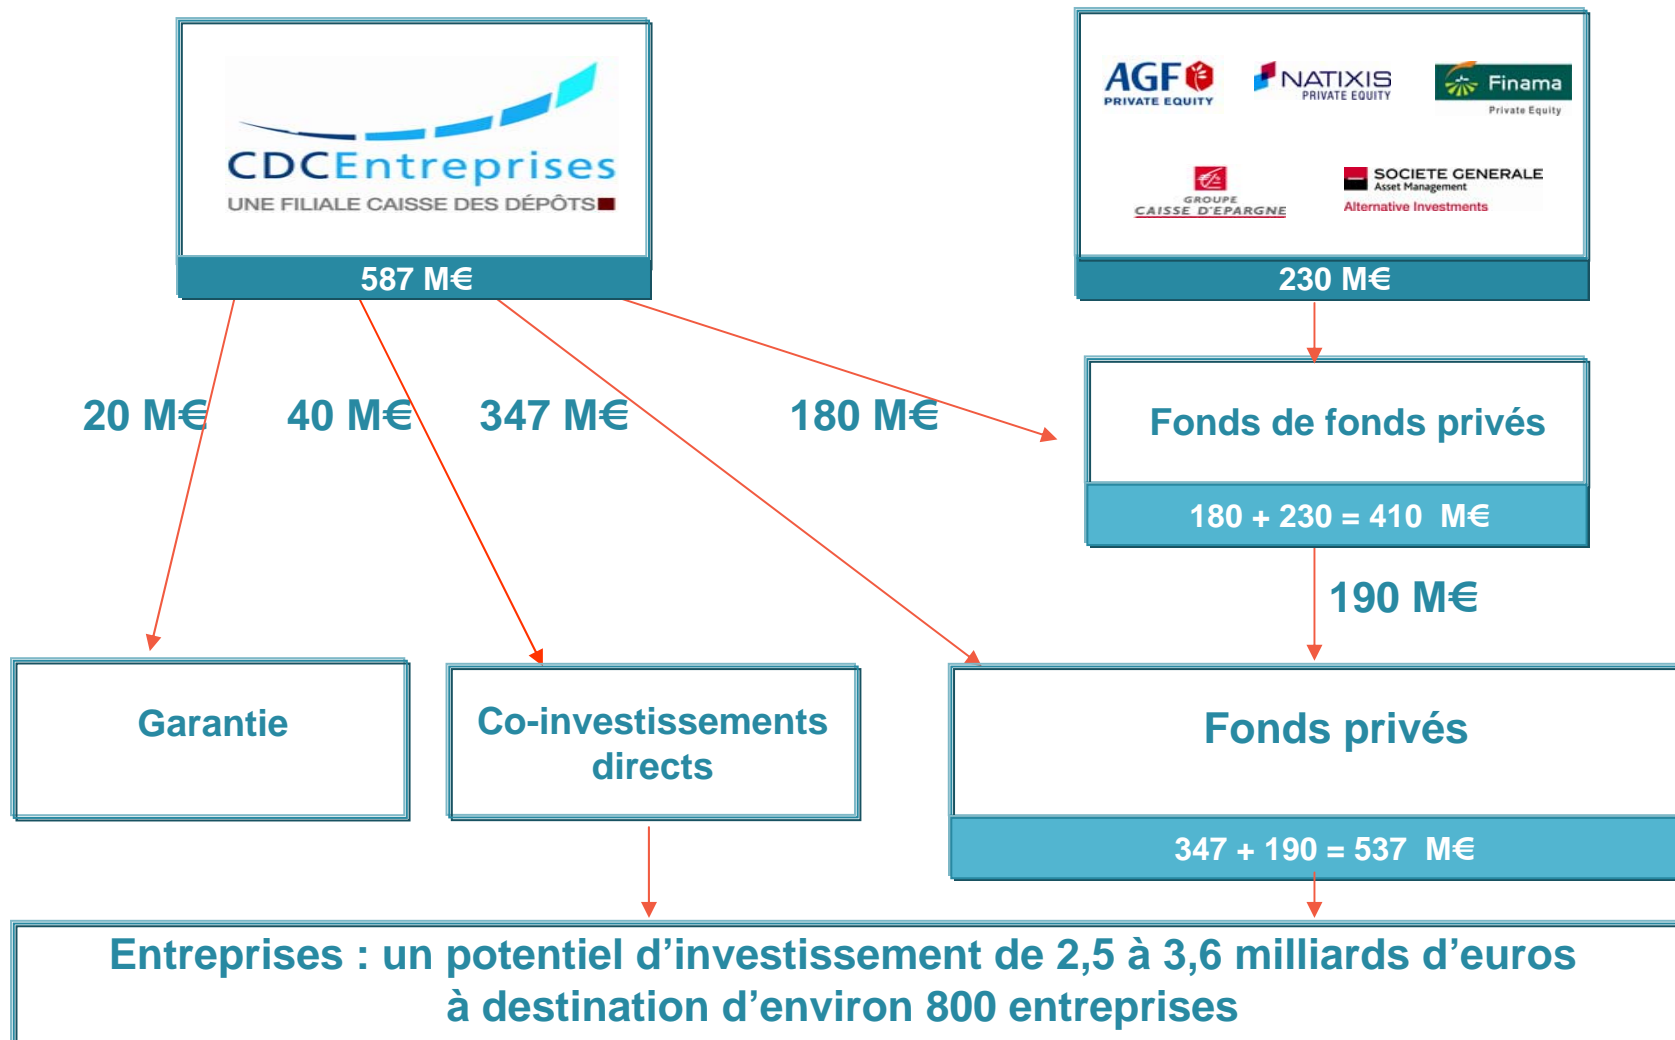 CDCEntreprises
UNE FILIALE CAISSE DES DÉPÔTS
587 M€
AGF
PRIVATE EQUITY
NATIXIS
PRIVATE EQUITY
Finama
Private Equity
GROUPE
CAISSE D'EPARGNE
SOCIETE GENERALE
Asset Management
Alternative Investments
230 M€
20 M€
40 M€
347 M€
180 M€
Fonds de fonds privés
180 + 230 = 410 M€
190 M€
Garantie
Co-investissements
directs
Fonds privés
347 + 190 = 537 M€
Entreprises : un potentiel d’investissement de 2,5 à 3,6 milliards d’euros
à destination d’environ 800 entreprises